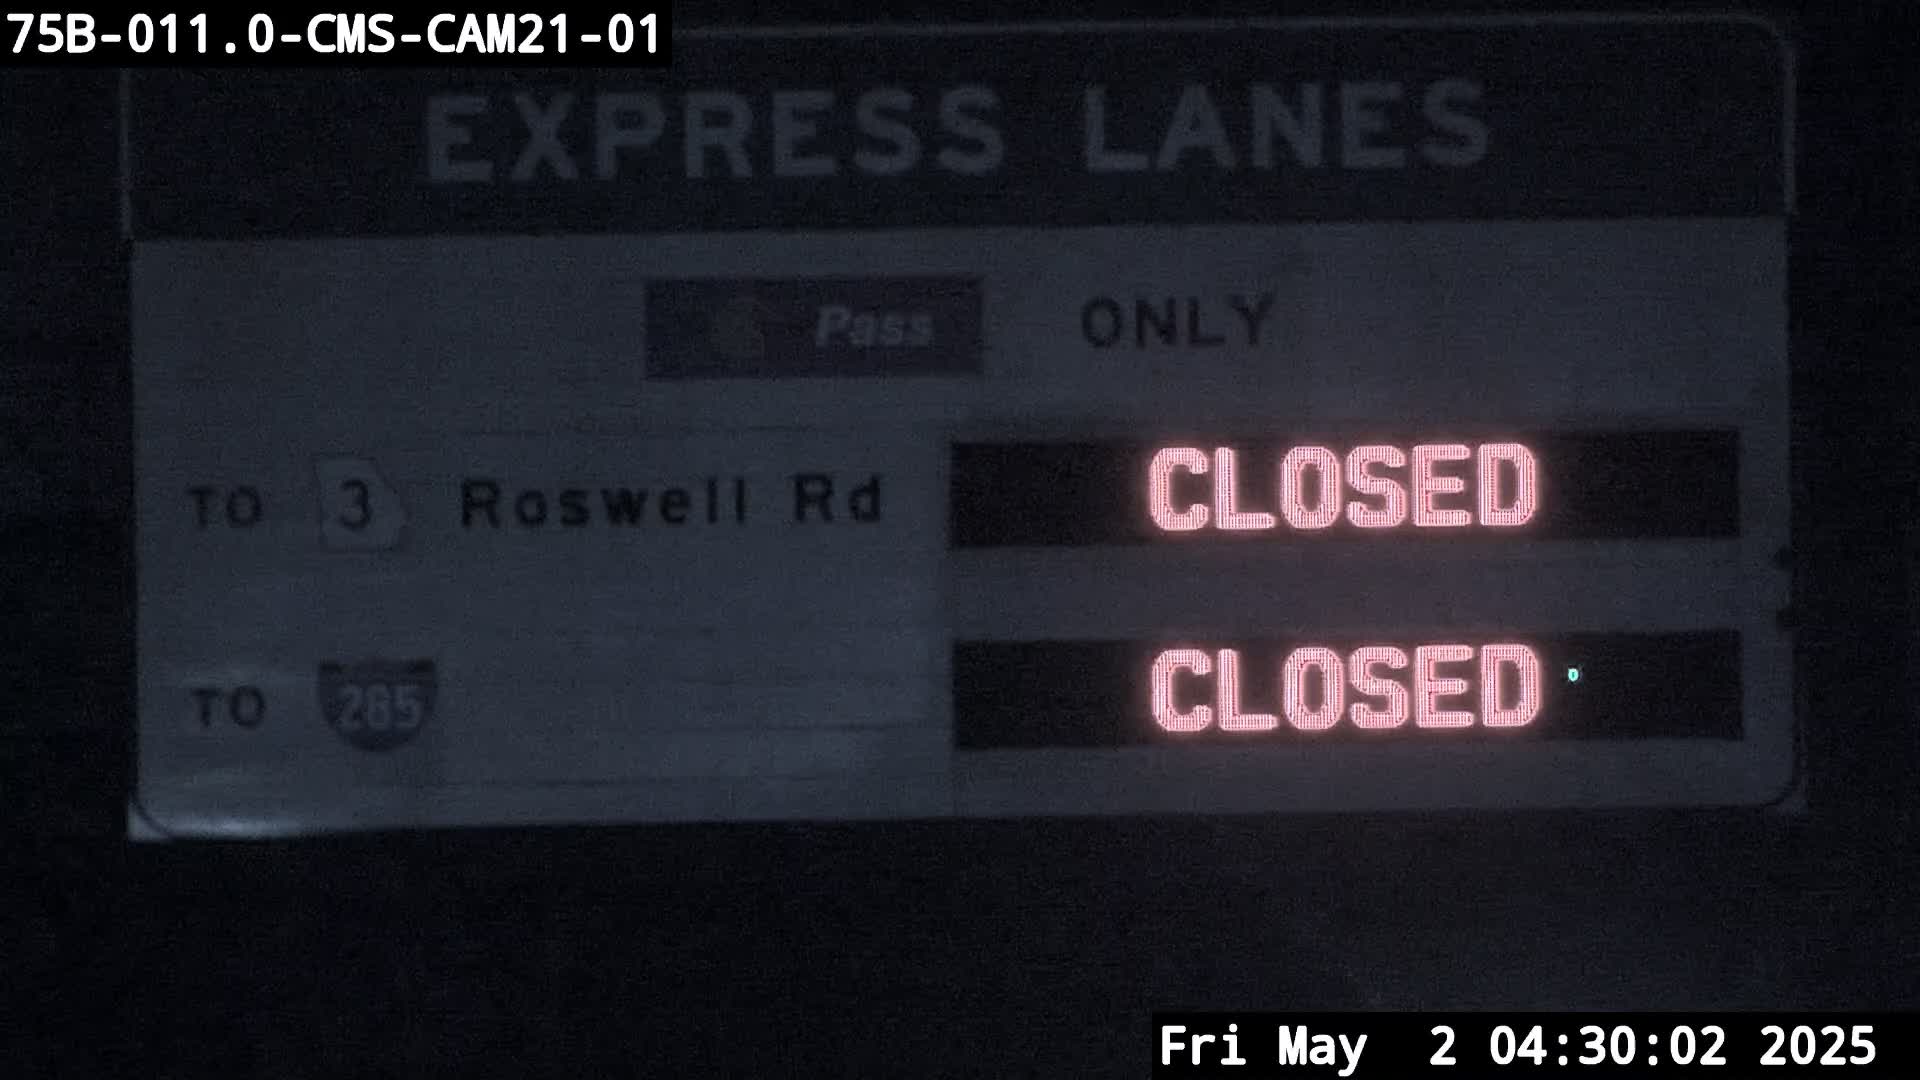 75B-011.0-CMS-CAM21-01
EXPRESS LANES
Pass ONLY
TO 3 Roswell Rd CLOSED
TO 285 CLOSED
Fri May 2 04:30:02 2025